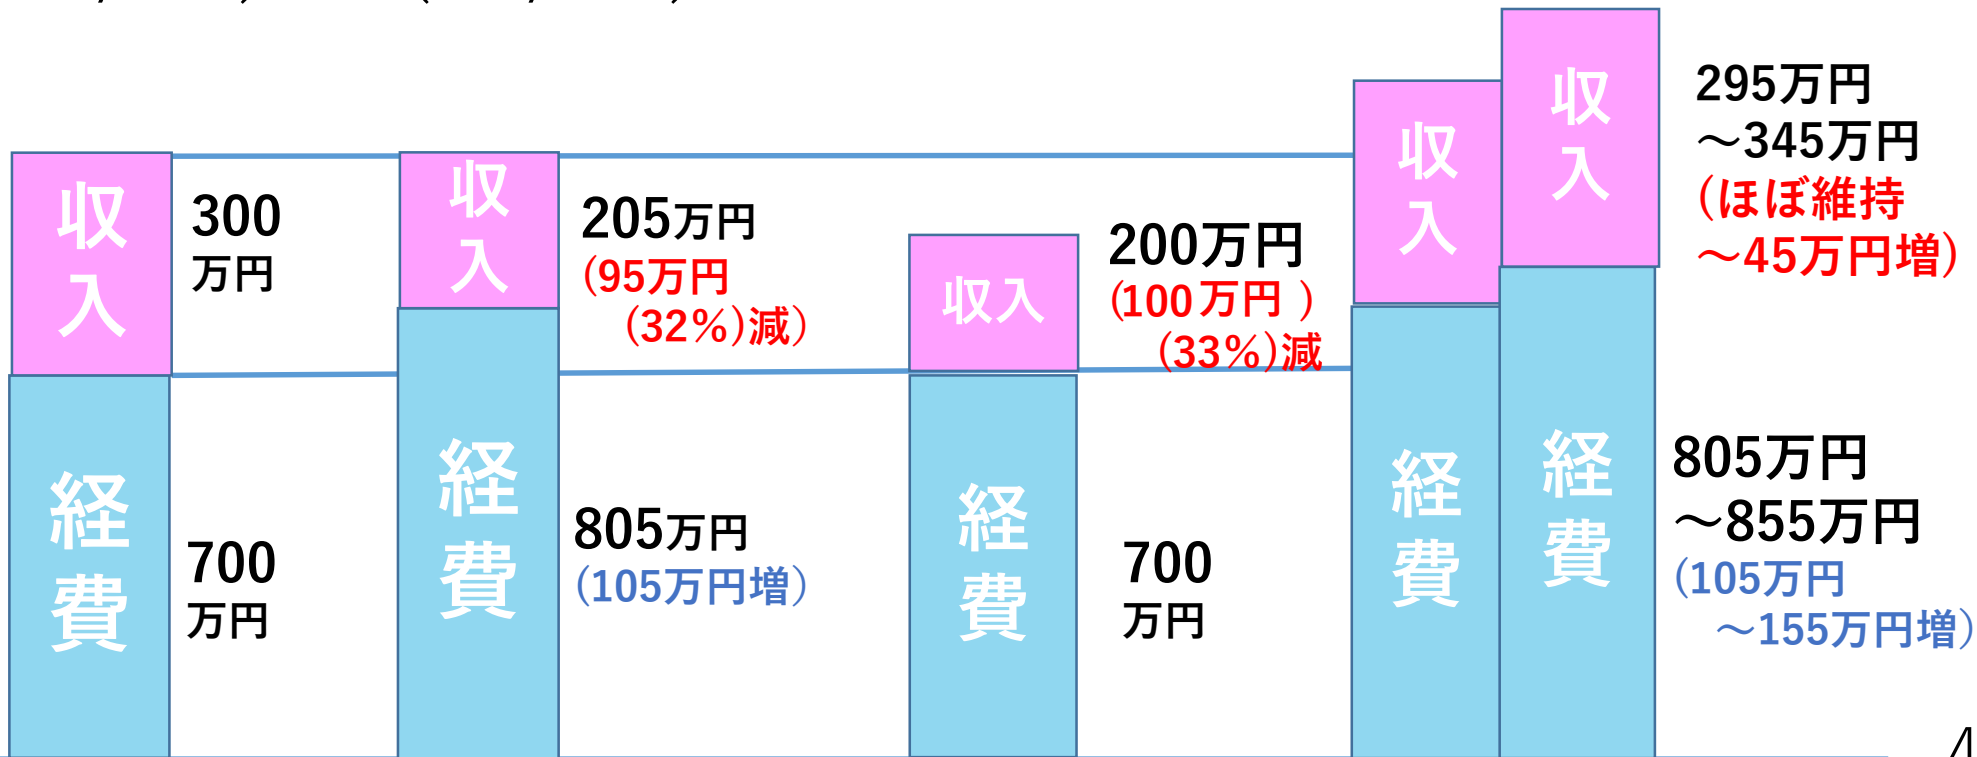 収
入
300
万円
経
費
700
万円
収
入
205万円
(95万円
(32%)減)
経
費
805万円
(105万円増)
収入
200万円
(100万円 )
(33%)減
経
費
700
万円
収
入
経
費
収
入
295万円
～345万円
(ほぼ維持
～45万円増)
経
費
805万円
～855万円
(105万円
～155万円増)